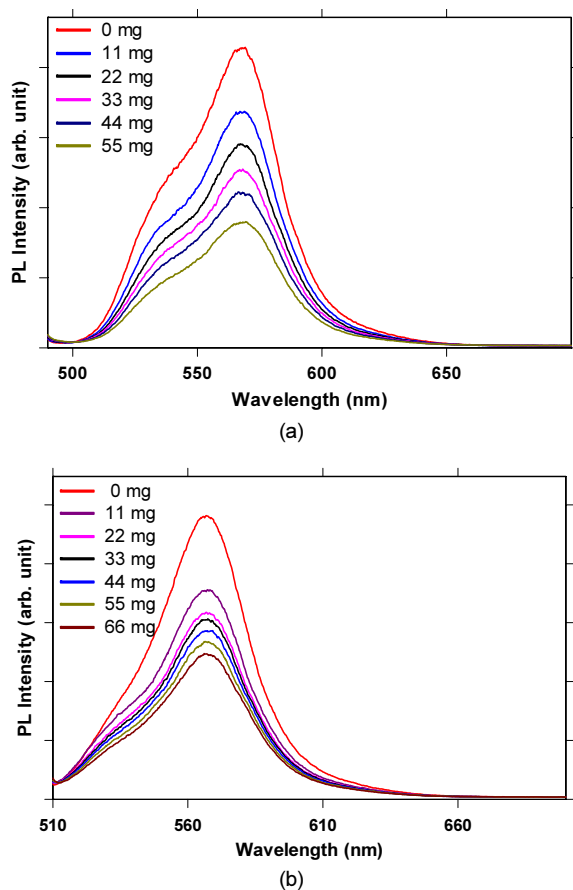 0 mg
11 mg
22 mg
33 mg
44 mg
55 mg
PL Intensity (arb. unit)
500 550 600 650
Wavelength (nm)
(a)
0 mg
11 mg
22 mg
33 mg
44 mg
55 mg
66 mg
PL Intensity (arb. unit)
510 560 610 660
Wavelength (nm)
(b)